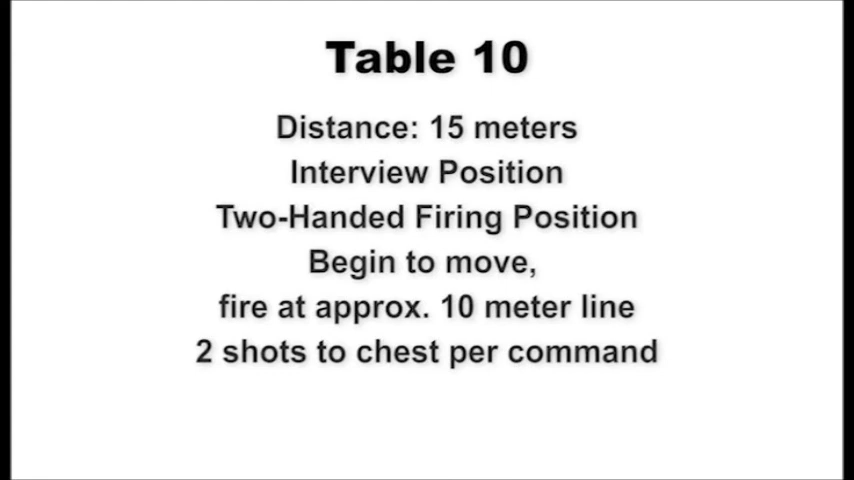 Table 10
Distance: 15 meters
Interview Position
Two-Handed Firing Position
Begin to move,
fire at approx. 10 meter line
2 shots to chest per command